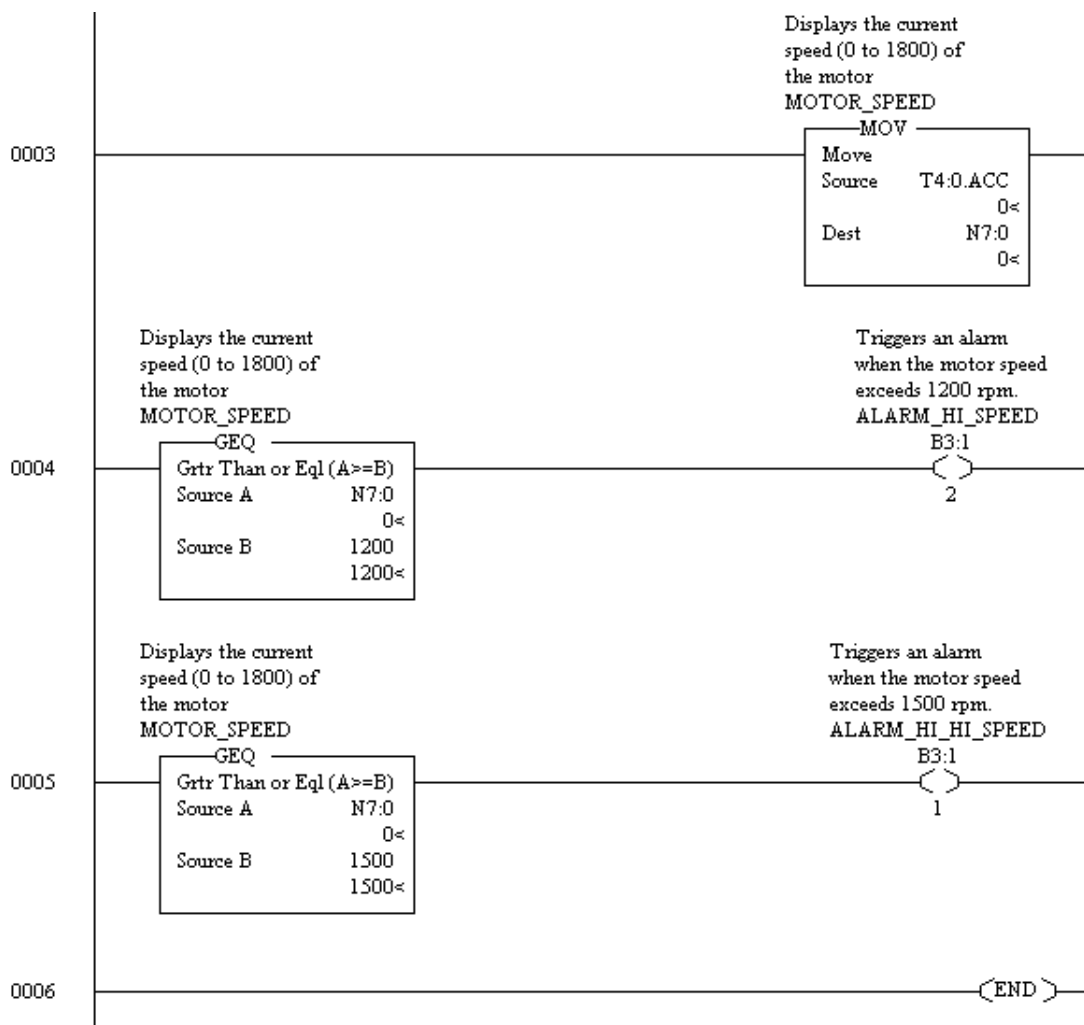 Displays the current
speed (0 to 1800) of
the motor
MOTOR_SPEED
MOV
0003
Move
Source T4:0.ACC
0<
Dest N7:0
0<
Displays the current
speed (0 to 1800) of
the motor
MOTOR_SPEED
GEQ
0004
Grtr Than or Eql (A>=B)
Source A N7:0
0<
Source B 1200
1200<
Triggers an alarm
when the motor speed
exceeds 1200 rpm.
ALARM_HI_SPEED
B3:1
2
Displays the current
speed (0 to 1800) of
the motor
MOTOR_SPEED
GEQ
0005
Grtr Than or Eql (A>=B)
Source A N7:0
0<
Source B 1500
1500<
Triggers an alarm
when the motor speed
exceeds 1500 rpm.
ALARM_HI_HI_SPEED
B3:1
1
0006
END